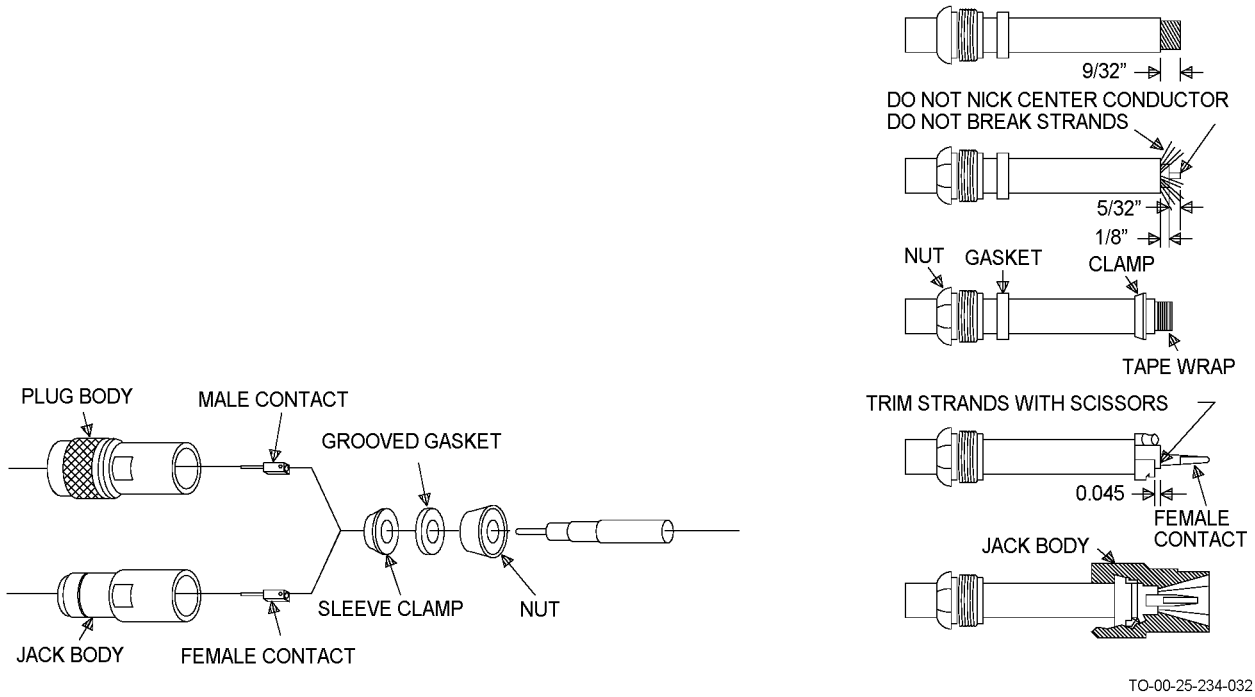 PLUG BODY
MALE CONTACT
GROOVED GASKET
SLEEVE CLAMP
NUT
JACK BODY
FEMALE CONTACT
9/32”
DO NOT NICK CENTER CONDUCTOR
DO NOT BREAK STRANDS
5/32”
1/8”
NUT
GASKET
CLAMP
TAPE WRAP
TRIM STRANDS WITH SCISSORS
0.045
FEMALE
CONTACT
JACK BODY
TO-00-25-234-032